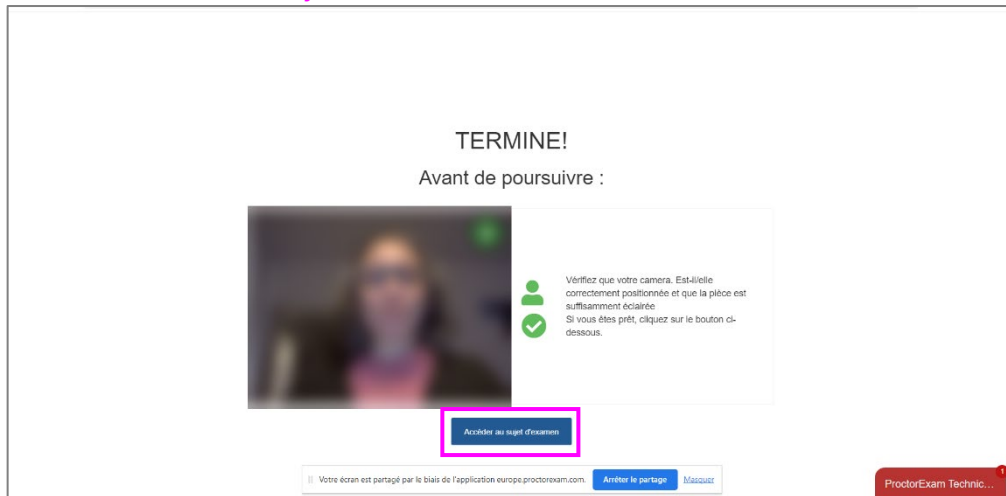 TERMINE!
Avant de poursuivre :
Vérifiez que votre camera. Est-il/elle
correctement positionnée et que la pièce est
suffisamment éclairée
Si vous êtes prêt, cliquez sur le bouton ci-
dessous.
Accéder au sujet d'examen
Votre écran est partagé par le biais de l'application europe.proctorexam.com. Arrêter le partage Masquer
1
ProctorExam Technic...